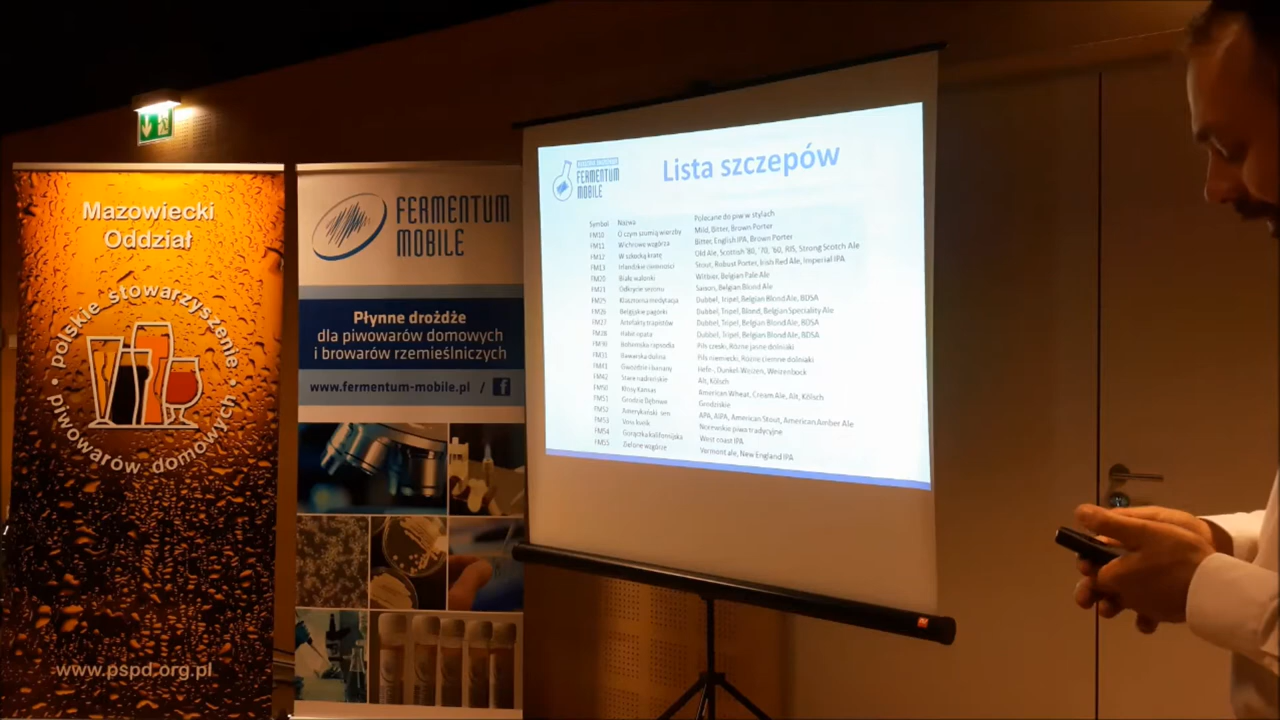 Mazowiecki
Oddział
polskie stowarzyszenie
piwowarów domowych
www.pspd.org.pl
FERMENTUM
MOBILE
Płynne drożdże
dla piwowarów domowych
i browarów rzemieślniczych
www.fermentum-mobile.pl / f
FERMENTUM
MOBILE
Lista szczepów
Symbol Nazwa Polecane do piw w stylach
FM10 O czym szumią wierzby Mild, Bitter, Brown Porter
FM11 Wichrowe wzgórza Bitter, English IPA, Brown Porter
FM12 W szkocką kratę Old Ale, Scottish '80, '70, '60, RIS, Strong Scotch Ale
FM13 Irlandzkie ciemności Stout, Robust Porter, Irish Red Ale, Imperial IPA
FM20 Białe walonki Witbier, Belgian Pale Ale
FM21 Odkrycie sezonu Saison, Belgian Blond Ale
FM25 Klasztorna medytacja Dubbel, Tripel, Belgian Blond Ale, BDSA
FM26 Belgijskie pagórki Dubbel, Tripel, Blond, Belgian Speciality Ale
FM27 Artefakty trapistów Dubbel, Tripel, Belgian Blond Ale, BDSA
FM28 Habit opata Dubbel, Tripel, Belgian Blond Ale, BDSA
FM30 Bohemska rapsodia Pils czeski, Różne jasne dolniaki
FM31 Bawarska dolina Pils niemiecki, Różne ciemne dolniaki
FM41 Gwoździe i banany Hefe-, Dunkel-Weizen, Weizenbock
FM42 Stare nadreńskie Alt, Kölsch
FM50 Kłosy Kansas American Wheat, Cream Ale, Alt, Kölsch
FM51 Grodzie Dębowe Grodziskie
FM52 Amerykański sen APA, AIPA, American Stout, American Amber Ale
FM53 Voss kveik Norweskie piwo tradycyjne
FM54 Gorączka kalifornijska West coast IPA
FM55 Zielone wzgórze Vermont ale, New England IPA